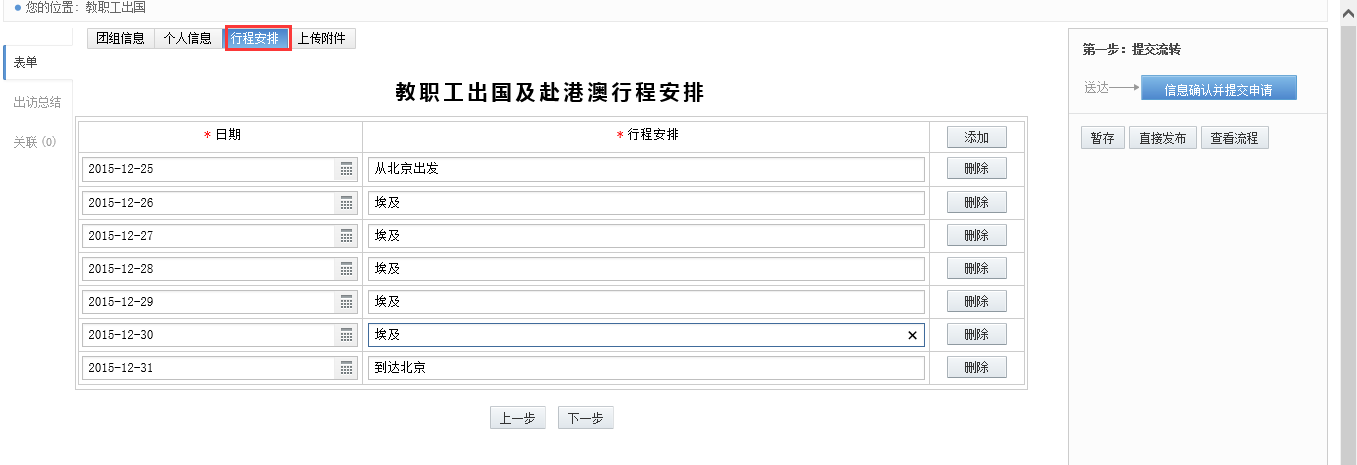 您的位置：教职工出国
团组信息 个人信息 行程安排 上传附件
表单
出访总结
关联 (0)
教职工出国及赴港澳行程安排
* 日期 * 行程安排 添加
2015-12-25 从北京出发 删除
2015-12-26 埃及 删除
2015-12-27 埃及 删除
2015-12-28 埃及 删除
2015-12-29 埃及 删除
2015-12-30 埃及 删除
2015-12-31 到达北京 删除
上一步 下一步
第一步：提交流转
送达 信息确认并提交申请
暂存 直接发布 查看流程